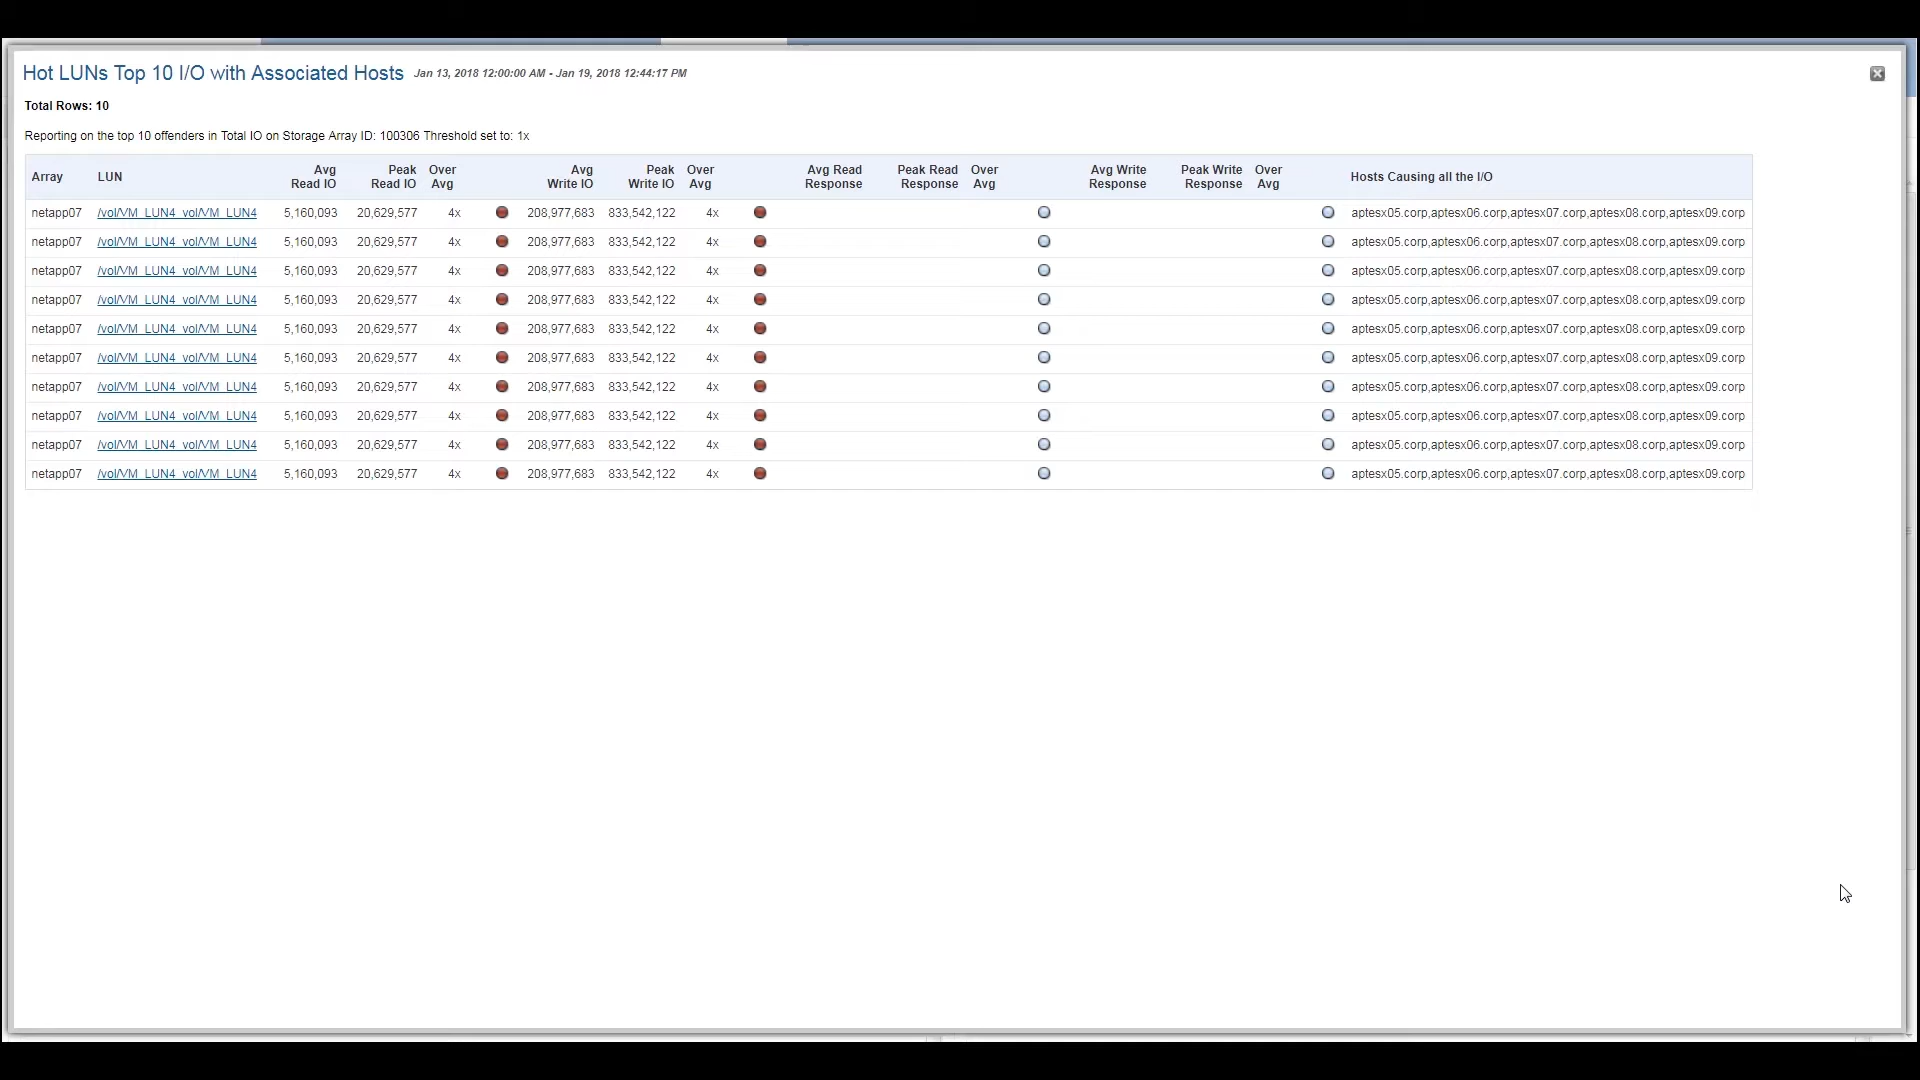 Hot LUNs Top 10 I/O with Associated Hosts Jan 13, 2018 12:00:00 AM - Jan 19, 2018 12:44:17 PM
Total Rows: 10
Reporting on the top 10 offenders in Total IO on Storage Array ID: 100306 Threshold set to: 1x
Array LUN Avg Read IO Peak Read IO Over Avg Avg Write IO Peak Write IO Over Avg Avg Read Response Peak Read Response Over Avg Avg Write Response Peak Write Response Over Avg Hosts Causing all the I/O
netapp07 /vol/VM_LUN4_vol/VM_LUN4 5,160,093 20,629,577 4x 208,977,683 833,542,122 4x aptesx05.corp,aptesx06.corp,aptesx07.corp,aptesx08.corp,aptesx09.corp
netapp07 /vol/VM_LUN4_vol/VM_LUN4 5,160,093 20,629,577 4x 208,977,683 833,542,122 4x aptesx05.corp,aptesx06.corp,aptesx07.corp,aptesx08.corp,aptesx09.corp
netapp07 /vol/VM_LUN4_vol/VM_LUN4 5,160,093 20,629,577 4x 208,977,683 833,542,122 4x aptesx05.corp,aptesx06.corp,aptesx07.corp,aptesx08.corp,aptesx09.corp
netapp07 /vol/VM_LUN4_vol/VM_LUN4 5,160,093 20,629,577 4x 208,977,683 833,542,122 4x aptesx05.corp,aptesx06.corp,aptesx07.corp,aptesx08.corp,aptesx09.corp
netapp07 /vol/VM_LUN4_vol/VM_LUN4 5,160,093 20,629,577 4x 208,977,683 833,542,122 4x aptesx05.corp,aptesx06.corp,aptesx07.corp,aptesx08.corp,aptesx09.corp
netapp07 /vol/VM_LUN4_vol/VM_LUN4 5,160,093 20,629,577 4x 208,977,683 833,542,122 4x aptesx05.corp,aptesx06.corp,aptesx07.corp,aptesx08.corp,aptesx09.corp
netapp07 /vol/VM_LUN4_vol/VM_LUN4 5,160,093 20,629,577 4x 208,977,683 833,542,122 4x aptesx05.corp,aptesx06.corp,aptesx07.corp,aptesx08.corp,aptesx09.corp
netapp07 /vol/VM_LUN4_vol/VM_LUN4 5,160,093 20,629,577 4x 208,977,683 833,542,122 4x aptesx05.corp,aptesx06.corp,aptesx07.corp,aptesx08.corp,aptesx09.corp
netapp07 /vol/VM_LUN4_vol/VM_LUN4 5,160,093 20,629,577 4x 208,977,683 833,542,122 4x aptesx05.corp,aptesx06.corp,aptesx07.corp,aptesx08.corp,aptesx09.corp
netapp07 /vol/VM_LUN4_vol/VM_LUN4 5,160,093 20,629,577 4x 208,977,683 833,542,122 4x aptesx05.corp,aptesx06.corp,aptesx07.corp,aptesx08.corp,aptesx09.corp